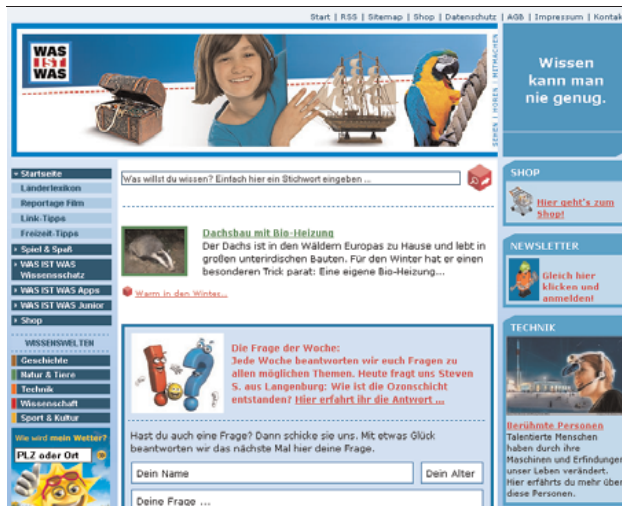 Start | RSS | Sitemap | Shop | Datenschutz | AGB | Impressum | Kontak
WAS
IST
WAS
SEHEN | HÖREN | MITMACHEN
Wissen
kann man
nie genug.
Startseite
Länderlexikon
Reportage Film
Link-Tipps
Freizeit-Tipps
Spiel & Spaß
WAS IST WAS
Wissensschatz
WAS IST WAS Apps
WAS IST WAS Junior
Shop
WISSENSWELTEN
Geschichte
Natur & Tiere
Technik
Wissenschaft
Sport & Kultur
Wie wird mein Wetter?
PLZ oder Ort
Was willst du wissen? Einfach hier ein Stichwort eingeben ...
Dachsbau mit Bio-Heizung
Der Dachs ist in den Wäldern Europas zu Hause und lebt in
großen unterirdischen Bauten. Für den Winter hat er einen
besonderen Trick parat: Eine eigene Bio-Heizung...
Warm in den Winter...
Die Frage der Woche:
Jede Woche beantworten wir euch Fragen zu
allen möglichen Themen. Heute fragt uns Steven
S. aus Langenburg: Wie ist die Ozonschicht
entstanden? Hier erfahrt ihr die Antwort ...
Hast du auch eine Frage? Dann schicke sie uns. Mit etwas Glück
beantworten wir das nächste Mal hier deine Frage.
Dein Name
Dein Alter
Deine Frage ...
SHOP
Hier geht's zum
Shop!
NEWSLETTER
Gleich hier
klicken und
anmelden!
TECHNIK
Berühmte Personen
Talentierte Menschen
haben durch ihre
Maschinen und Erfindungen
unser Leben verändert.
Hier erfährts du mehr über
diese Personen.